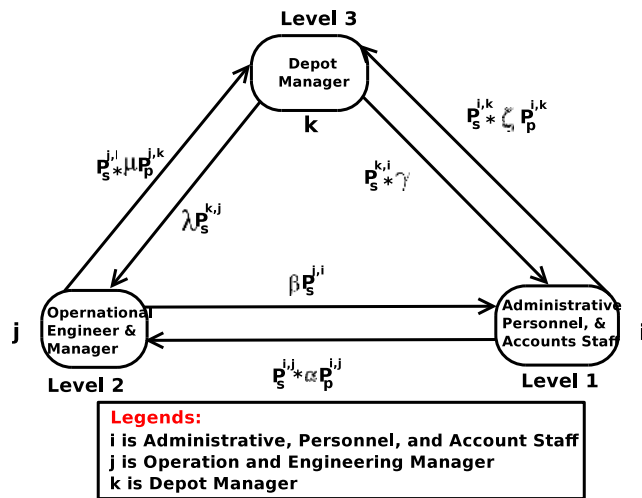 Level 3
Depot
Manager
k
P_s^{i,k} * ζ P_p^{i,k}
P_s^{j,l} * μP_p^{j,k}
P_s^{k,i} * γ
λP_s^{k,j}
βP_s^{j,i}
j
Opernational
Engineer &
Manager
Administrative
Personnel, &
Accounts Staff
i
Level 2
P_s^{i,j} * αP_p^{i,j}
Level 1
Legends:
i is Administrative, Personnel, and Account Staff
j is Operation and Engineering Manager
k is Depot Manager